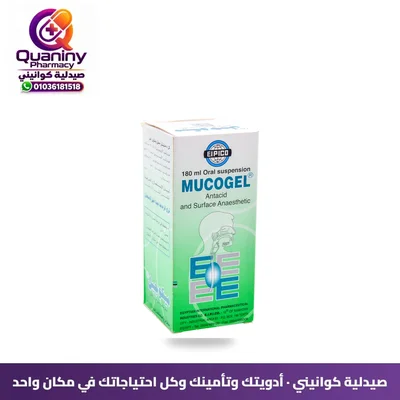 Quaniny
Pharmacy
صيدلية كوانيني
01036181518
EIPICO
180 ml Oral suspension
MUCOGEL®
Antacid
and Surface Anaesthetic
صيدلية كوانيني - أدويتك وتأمينك وكل احتياجاتك في مكان واحد